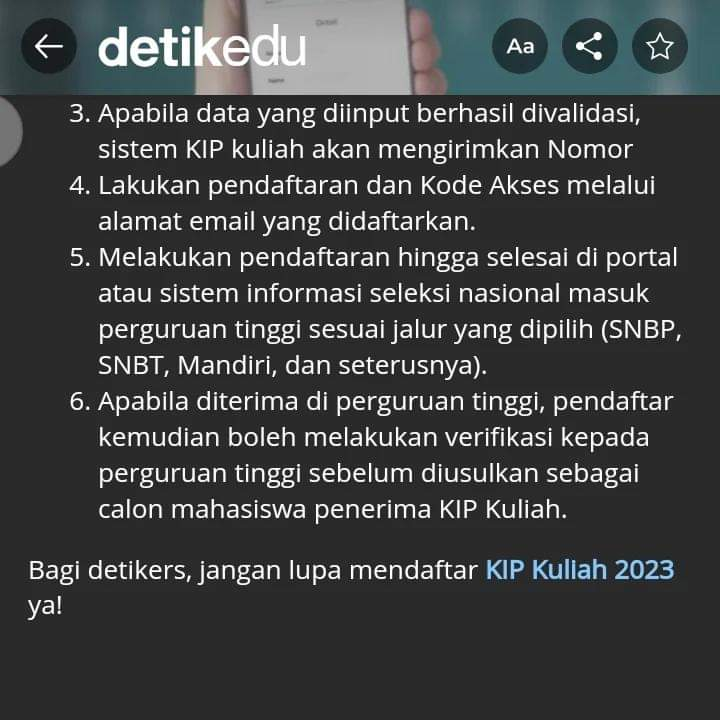 detikedu
Aa
3. Apabila data yang diinput berhasil divalidasi,
sistem KIP kuliah akan mengirimkan Nomor
4. Lakukan pendaftaran dan Kode Akses melalui
alamat email yang didaftarkan.
5. Melakukan pendaftaran hingga selesai di portal
atau sistem informasi seleksi nasional masuk
perguruan tinggi sesuai jalur yang dipilih (SNBP,
SNBT, Mandiri, dan seterusnya).
6. Apabila diterima di perguruan tinggi, pendaftar
kemudian boleh melakukan verifikasi kepada
perguruan tinggi sebelum diusulkan sebagai
calon mahasiswa penerima KIP Kuliah.
Bagi detikers, jangan lupa mendaftar KIP Kuliah 2023
ya!